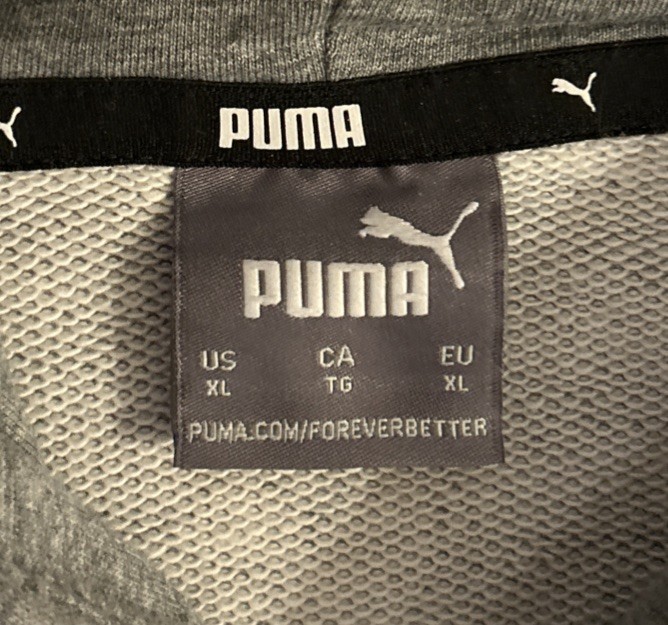 PUMA
PUMA
US CA EU
XL TG XL
PUMA.COM/FOREVERBETTER